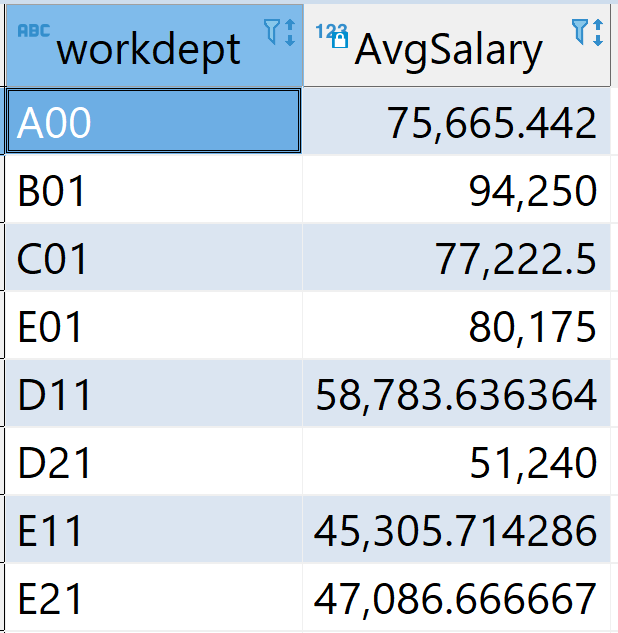 ABC workdept 123 AvgSalary
A00 75,665.442
B01 94,250
C01 77,222.5
E01 80,175
D11 58,783.636364
D21 51,240
E11 45,305.714286
E21 47,086.666667